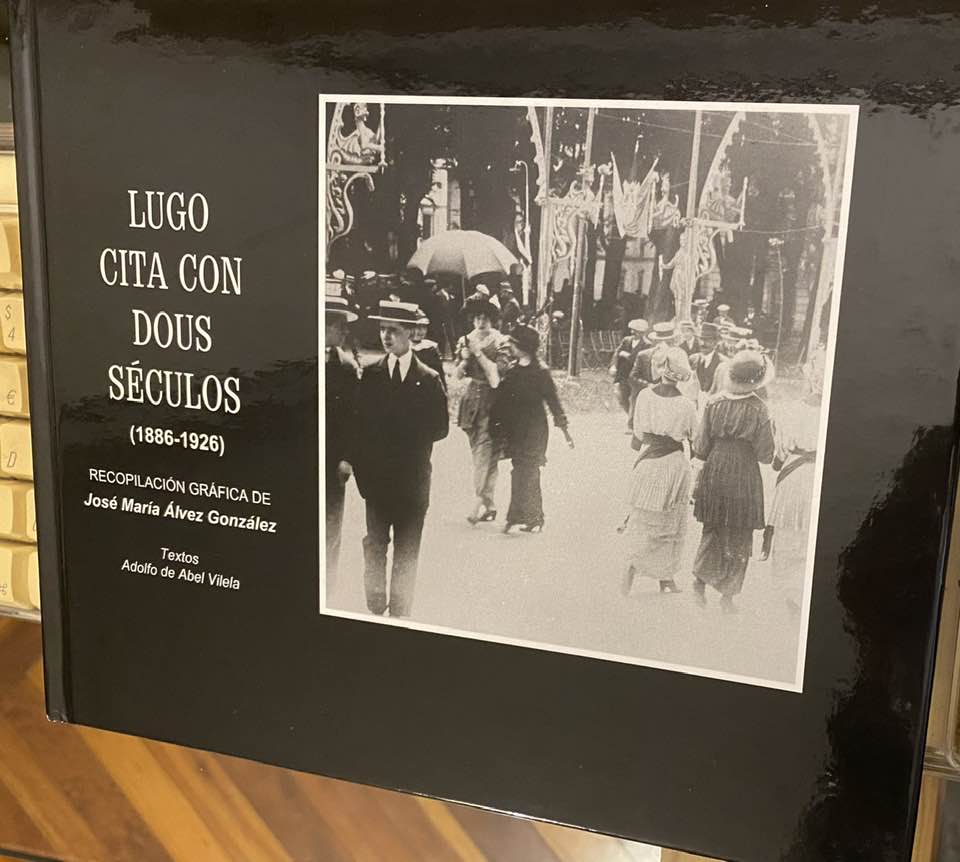 LUGO
CITA CON
DOUS
SÉCULOS
(1886-1926)
RECOPILACIÓN GRÁFICA DE
José María Álvez González
Textos
Adolfo de Abel Vilela
$
4
€
D